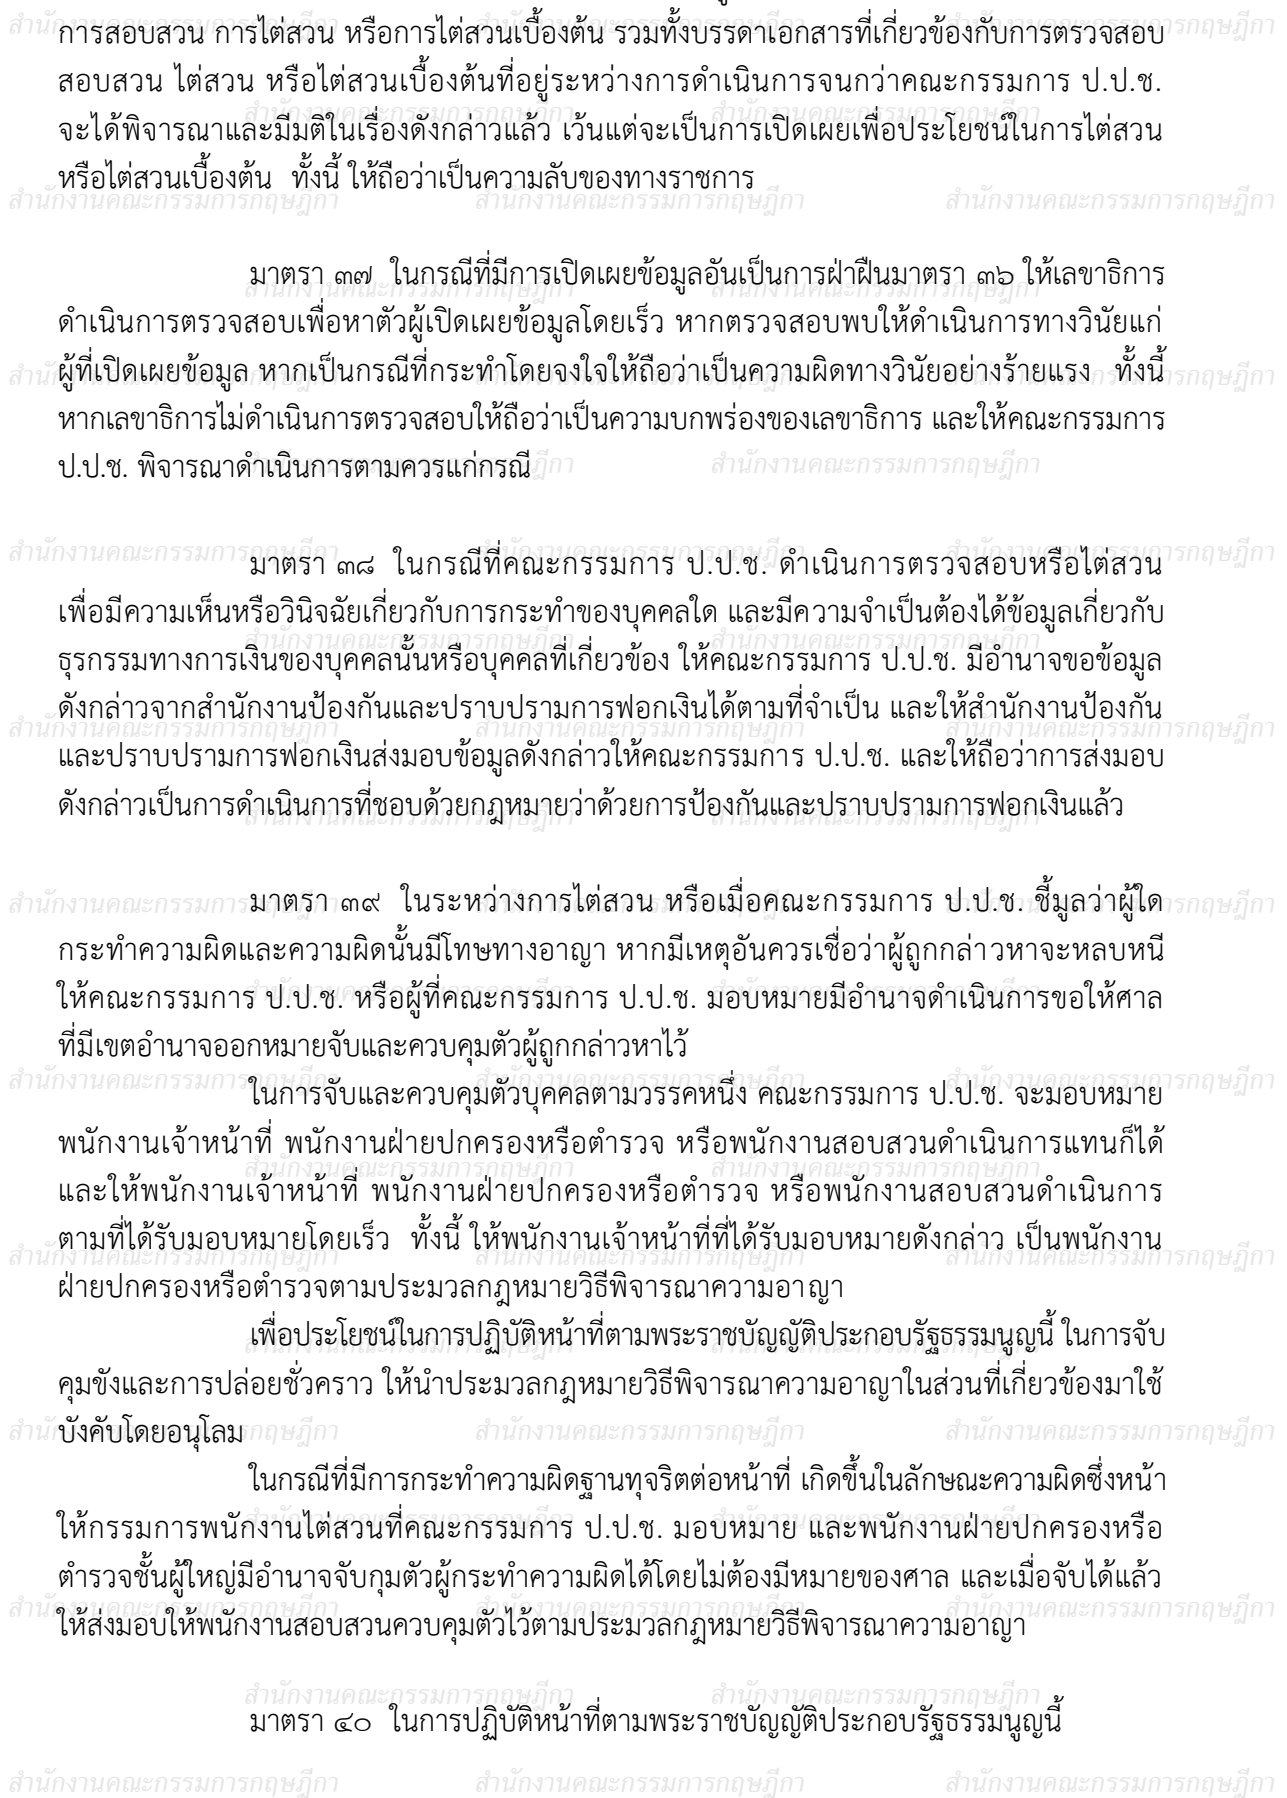 การสอบสวน การไต่สวน หรือการไต่สวนเบื้องต้น รวมทั้งบรรดาเอกสารที่เกี่ยวข้องกับการตรวจสอบ
สอบสวน ไต่สวน หรือไต่สวนเบื้องต้นที่อยู่ระหว่างการดำเนินการจนกว่าคณะกรรมการ ป.ป.ช.
จะได้พิจารณาและมีมติในเรื่องดังกล่าวแล้ว เว้นแต่จะเป็นการเปิดเผยเพื่อประโยชน์ในการไต่สวน
หรือไต่สวนเบื้องต้น ทั้งนี้ ให้ถือว่าเป็นความลับของทางราชการ
มาตรา ๓๗ ในกรณีที่มีการเปิดเผยข้อมูลอันเป็นการฝ่าฝืนมาตรา ๓๖ ให้เลขาธิการ
ดำเนินการตรวจสอบเพื่อหาตัวผู้เปิดเผยข้อมูลโดยเร็ว หากตรวจสอบพบให้ดำเนินการทางวินัยแก่
ผู้ที่เปิดเผยข้อมูล หากเป็นกรณีที่กระทำโดยจงใจให้ถือว่าเป็นความผิดทางวินัยอย่างร้ายแรง ทั้งนี้
หากเลขาธิการไม่ดำเนินการตรวจสอบให้ถือว่าเป็นความบกพร่องของเลขาธิการ และให้คณะกรรมการ
ป.ป.ช. พิจารณาดำเนินการตามควรแก่กรณี
มาตรา ๓๘ ในกรณีที่คณะกรรมการ ป.ป.ช. ดำเนินการตรวจสอบหรือไต่สวน
เพื่อมีความเห็นหรือวินิจฉัยเกี่ยวกับการกระทำของบุคคลใด และมีความจำเป็นต้องได้ข้อมูลเกี่ยวกับ
ธุรกรรมทางการเงินของบุคคลนั้นหรือบุคคลที่เกี่ยวข้อง ให้คณะกรรมการ ป.ป.ช. มีอำนาจขอข้อมูล
ดังกล่าวจากสำนักงานป้องกันและปราบปรามการฟอกเงินได้ตามที่จำเป็น และให้สำนักงานป้องกัน
และปราบปรามการฟอกเงินส่งมอบข้อมูลดังกล่าวให้คณะกรรมการ ป.ป.ช. และให้ถือว่าการส่งมอบ
ดังกล่าวเป็นการดำเนินการที่ชอบด้วยกฎหมายว่าด้วยการป้องกันและปราบปรามการฟอกเงินแล้ว
มาตรา ๓๙ ในระหว่างการไต่สวน หรือเมื่อคณะกรรมการ ป.ป.ช. ชี้มูลว่าผู้ใด
กระทำความผิดและความผิดนั้นมีโทษทางอาญา หากมีเหตุอันควรเชื่อว่าผู้ถูกกล่าวหาจะหลบหนี
ให้คณะกรรมการ ป.ป.ช. หรือผู้ที่คณะกรรมการ ป.ป.ช. มอบหมายมีอำนาจดำเนินการขอให้ศาล
ที่มีเขตอำนาจออกหมายจับและควบคุมตัวผู้ถูกกล่าวหาไว้
ในการจับและควบคุมตัวบุคคลตามวรรคหนึ่ง คณะกรรมการ ป.ป.ช. จะมอบหมาย
พนักงานเจ้าหน้าที่ พนักงานฝ่ายปกครองหรือตำรวจ หรือพนักงานสอบสวนดำเนินการแทนก็ได้
และให้พนักงานเจ้าหน้าที่ พนักงานฝ่ายปกครองหรือตำรวจ หรือพนักงานสอบสวนดำเนินการ
ตามที่ได้รับมอบหมายโดยเร็ว ทั้งนี้ ให้พนักงานเจ้าหน้าที่ที่ได้รับมอบหมายดังกล่าว เป็นพนักงาน
ฝ่ายปกครองหรือตำรวจตามประมวลกฎหมายวิธีพิจารณาความอาญา
เพื่อประโยชน์ในการปฏิบัติหน้าที่ตามพระราชบัญญัติประกอบรัฐธรรมนูญนี้ ในการจับ
คุมขังและการปล่อยชั่วคราว ให้นำประมวลกฎหมายวิธีพิจารณาความอาญาในส่วนที่เกี่ยวข้องมาใช้
บังคับโดยอนุโลม
ในกรณีที่มีการกระทำความผิดฐานทุจริตต่อหน้าที่ เกิดขึ้นในลักษณะความผิดซึ่งหน้า
ให้กรรมการพนักงานไต่สวนที่คณะกรรมการ ป.ป.ช. มอบหมาย และพนักงานฝ่ายปกครองหรือ
ตำรวจชั้นผู้ใหญ่มีอำนาจจับกุมตัวผู้กระทำความผิดได้โดยไม่ต้องมีหมายของศาล และเมื่อจับได้แล้ว
ให้ส่งมอบให้พนักงานสอบสวนควบคุมตัวไว้ตามประมวลกฎหมายวิธีพิจารณาความอาญา
มาตรา ๔๐ ในการปฏิบัติหน้าที่ตามพระราชบัญญัติประกอบรัฐธรรมนูญนี้
สำนักงานคณะกรรมการกฤษฎีกา สำนักงานคณะกรรมการกฤษฎีกา สำนักงานคณะกรรมการกฤษฎีกา